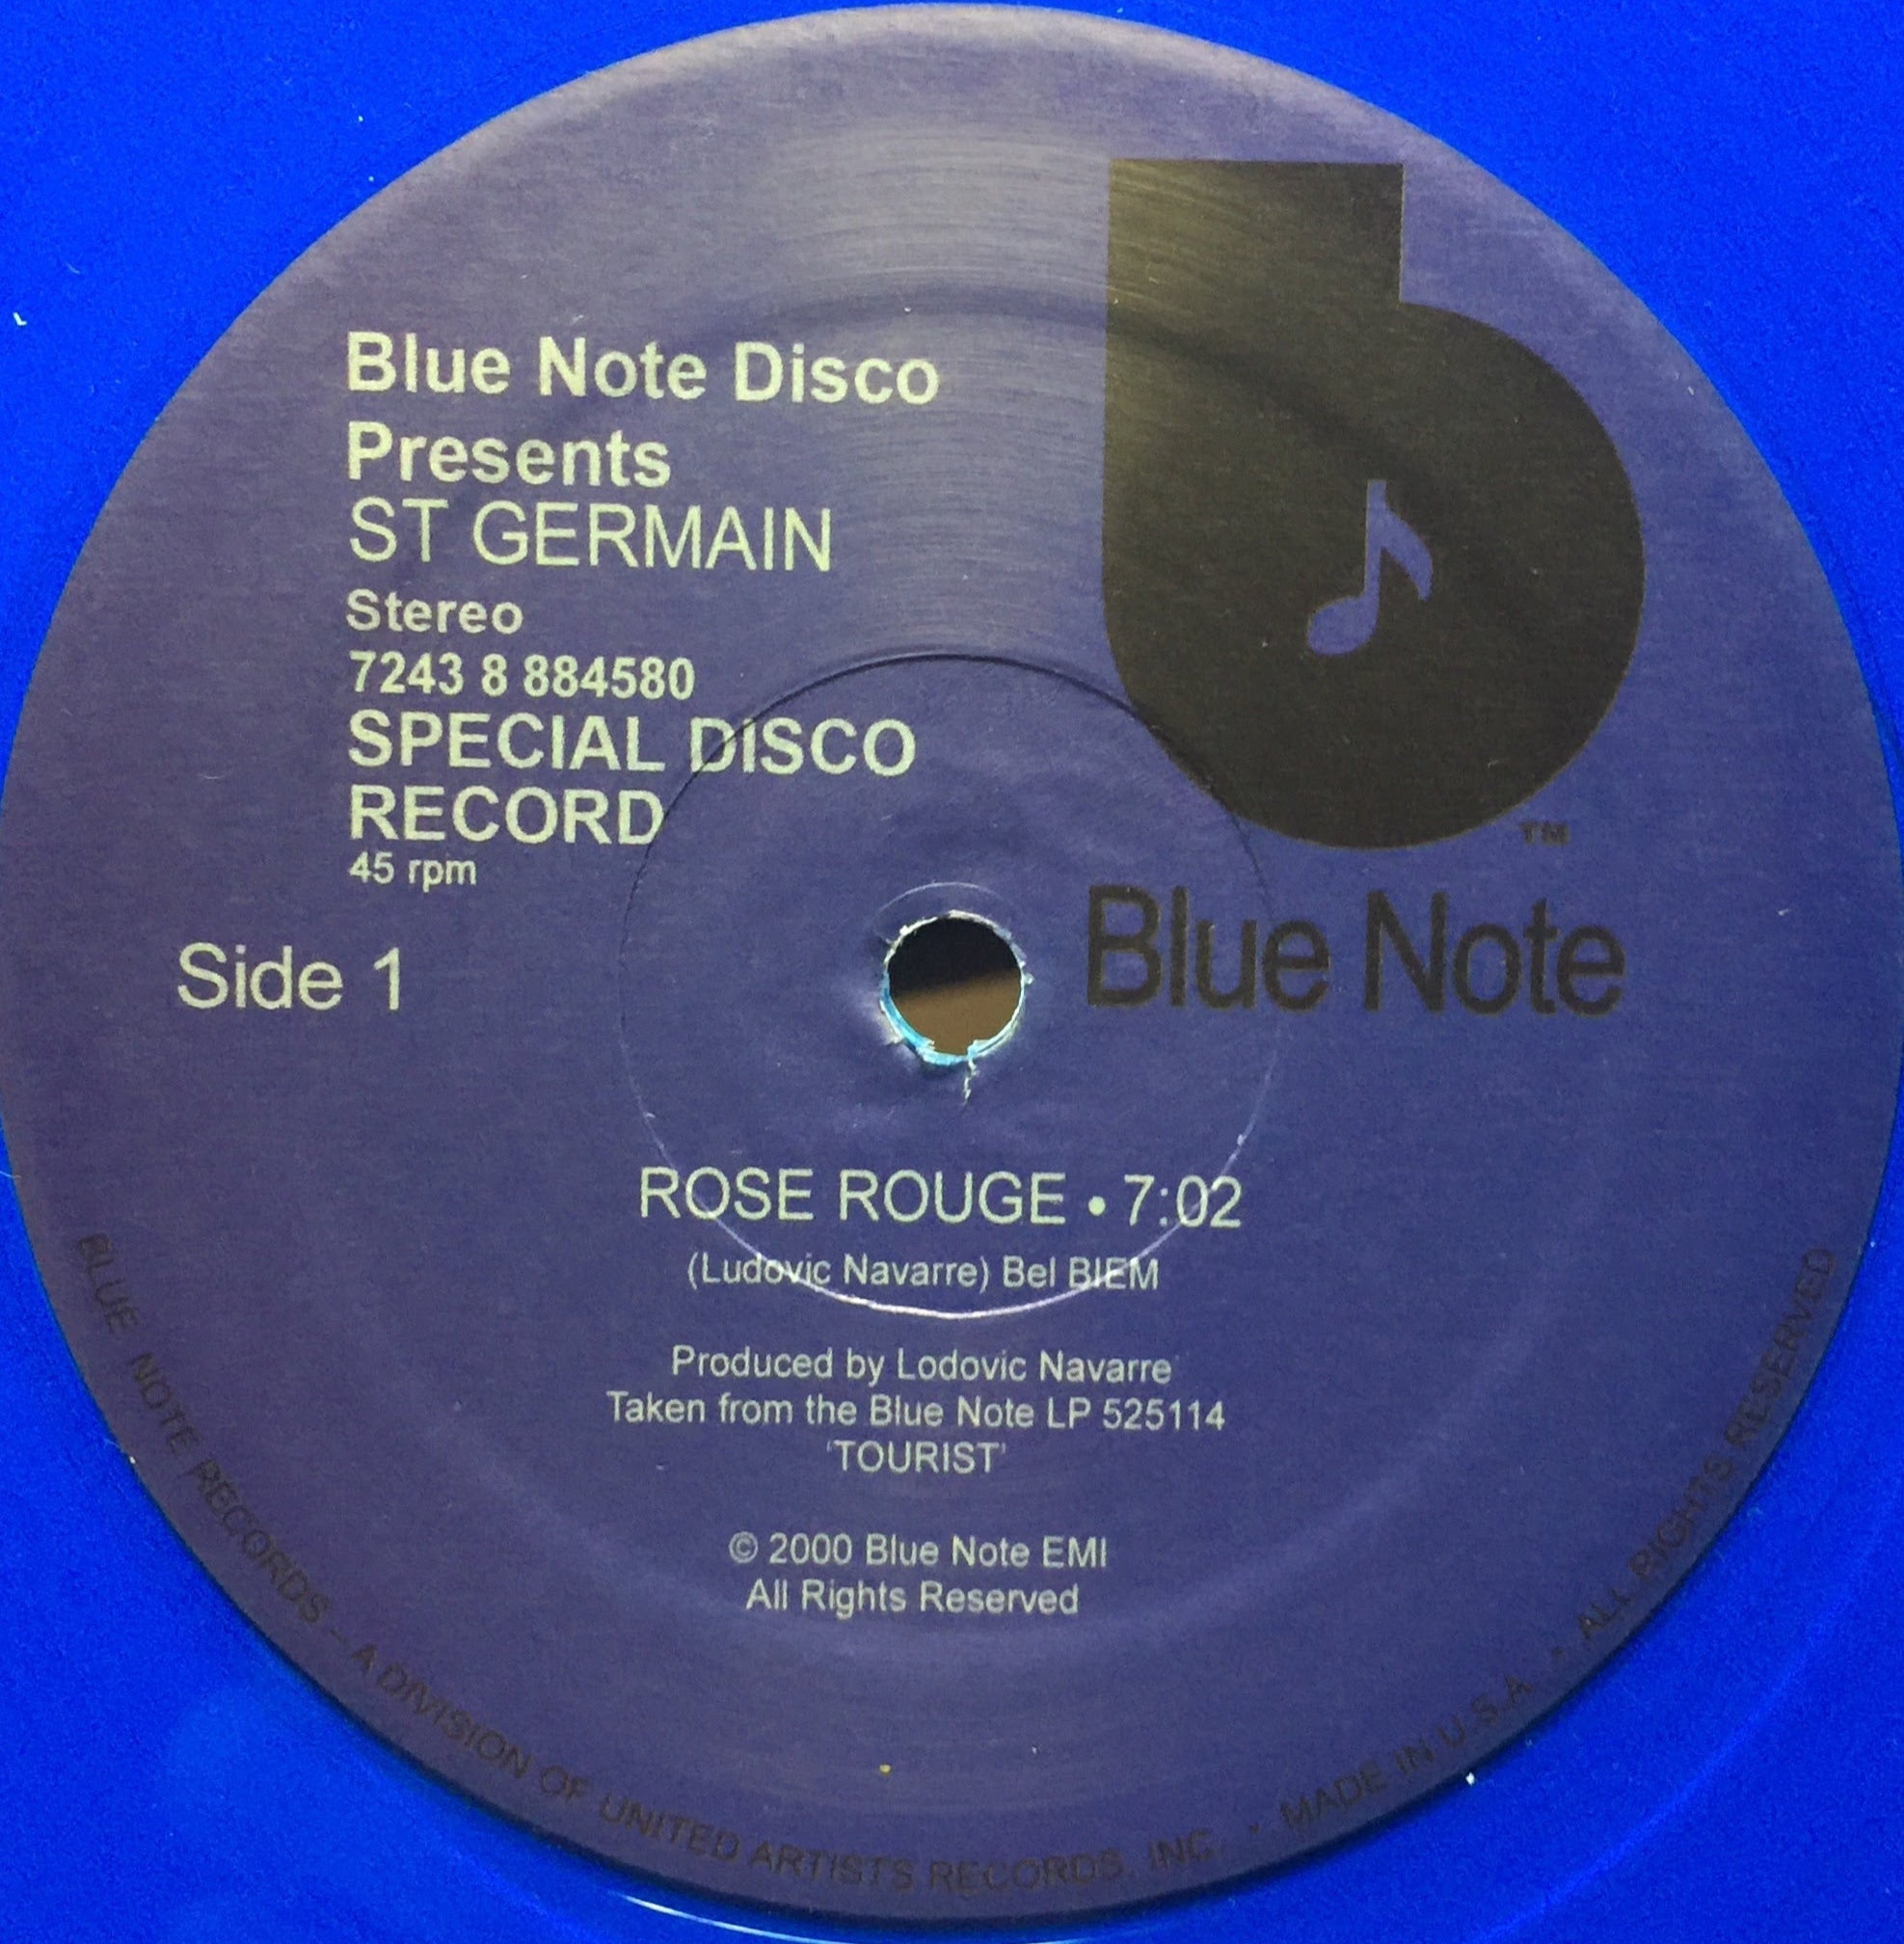 Blue Note Disco
Presents
ST GERMAIN
Stereo
7243 8 884580
SPECIAL DISCO
RECORD
45 rpm
Side 1
TM
Blue Note
ROSE ROUGE • 7:02
(Ludovic Navarre) Bel BIEM
Produced by Lodovic Navarre
Taken from the Blue Note LP 525114
'TOURIST'
© 2000 Blue Note EMI
All Rights Reserved
BLUE NOTE RECORDS – A DIVISION OF UNITED ARTISTS RECORDS, INC. • MADE IN U.S.A. • ALL RIGHTS RESERVED